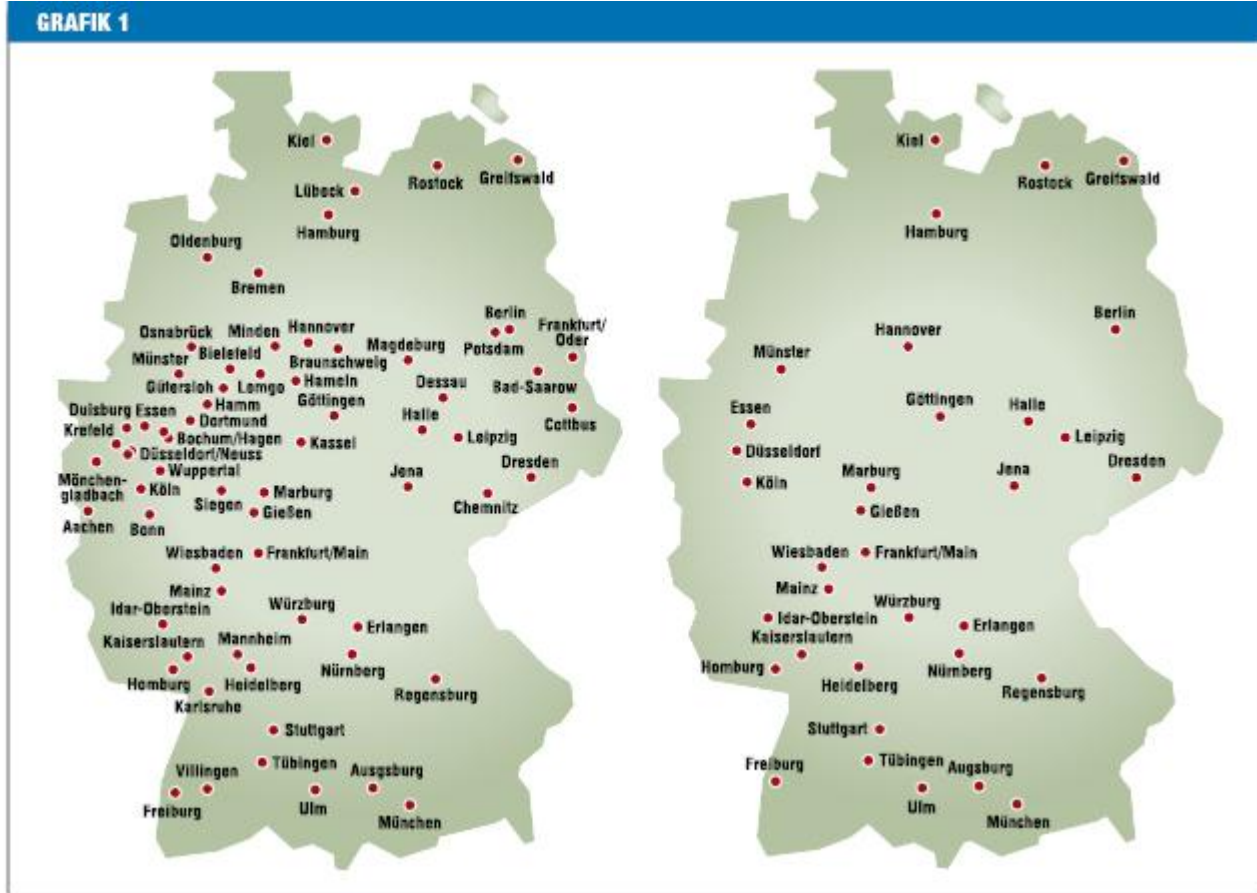 GRAFIK 1
Kiel
Rostock
Greifswald
Lübeck
Hamburg
Oldenburg
Bremen
Berlin
Frankfurt/
Oder
Potsdam
Osnabrück
Minden
Hannover
Magdeburg
Braunschweig
Münster
Bielefeld
Bad-Saarow
Gütersloh
Lemgo
Hameln
Dessau
Göttingen
Hamm
Duisburg
Essen
Dortmund
Halle
Cottbus
Krefeld
Bochum/Hagen
Kassel
Leipzig
Düsseldorf/Neuss
Wuppertal
Dresden
Mönchen-
gladbach
Köln
Siegen
Marburg
Jena
Chemnitz
Aachen
Bonn
Gießen
Wiesbaden
Frankfurt/Main
Mainz
Idar-Oberstein
Würzburg
Erlangen
Kaiserslautern
Mannheim
Nürnberg
Homburg
Heidelberg
Regensburg
Karlsruhe
Stuttgart
Villingen
Tübingen
Ausgsburg
Freiburg
Ulm
München
Kiel
Rostock
Greifswald
Hamburg
Berlin
Hannover
Münster
Essen
Göttingen
Halle
Düsseldorf
Leipzig
Köln
Marburg
Jena
Dresden
Gießen
Wiesbaden
Frankfurt/Main
Mainz
Würzburg
Idar-Oberstein
Erlangen
Kaiserslautern
Homburg
Heidelberg
Nürnberg
Regensburg
Stuttgart
Freiburg
Tübingen
Augsburg
Ulm
München